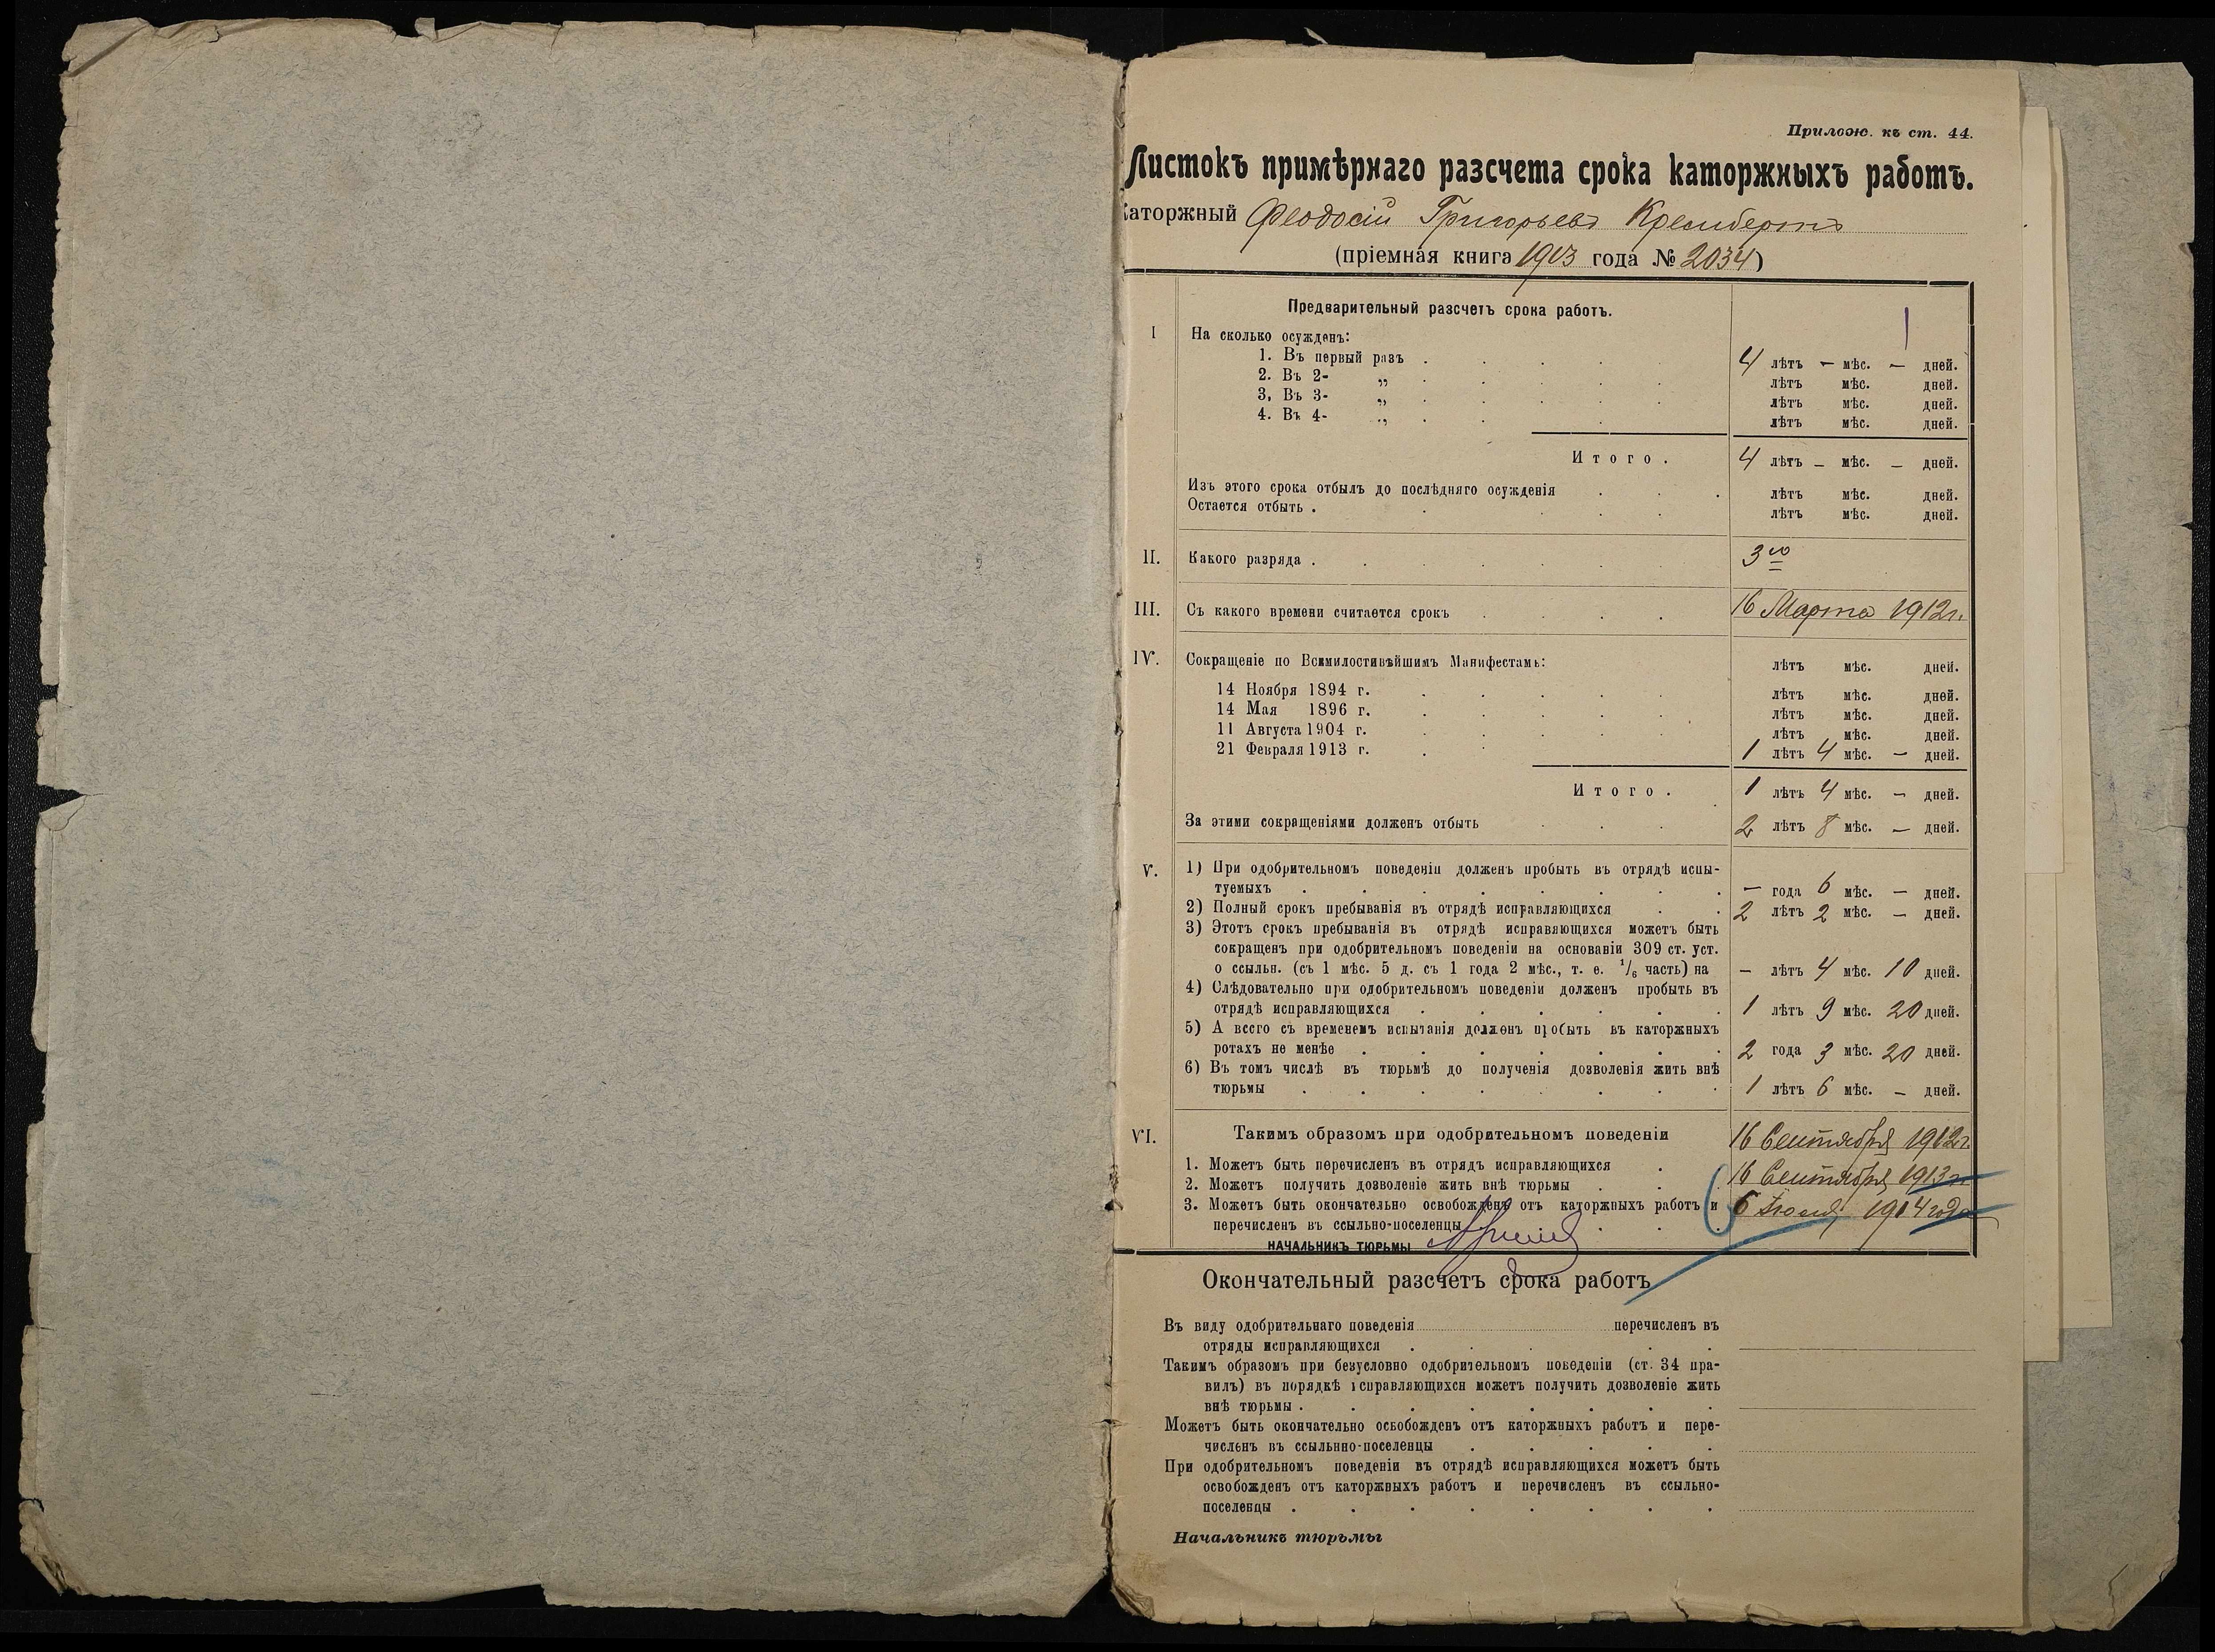 Прилож. къ ст. 44.
Листокъ примѣрнаго разсчета срока каторжныхъ работъ.
Каторжный Феодосій Григорьевъ Крембергъ
(пріемная книга 1913 года № 2034)
Предварительный разсчетъ срока работъ.
I На сколько осужденъ:
1. Въ первый разъ . 4 лѣтъ — мѣс. — дней.
2. Въ 2- „ лѣтъ мѣс. дней.
3. Въ 3- „ лѣтъ мѣс. дней.
4. Въ 4- „ лѣтъ мѣс. дней.
Итого. 4 лѣтъ — мѣс. — дней.
Изъ этого срока отбылъ до послѣдняго осужденія лѣтъ мѣс. дней.
Остается отбыть . лѣтъ мѣс. дней.
II. Какого разряда . 3го
III. Съ какого времени считается срокъ 16 Марта 1912 г.
IV. Сокращеніе по Всемилостивѣйшимъ Манифестамъ: лѣтъ мѣс. дней.
14 Ноября 1894 г. лѣтъ мѣс. дней.
14 Мая 1896 г. лѣтъ мѣс. дней.
11 Августа 1904 г. лѣтъ мѣс. дней.
21 Февраля 1913 г. 1 лѣтъ 4 мѣс. — дней.
Итого. 1 лѣтъ 4 мѣс. — дней.
За этими сокращеніями долженъ отбыть 2 лѣтъ 8 мѣс. — дней.
V. 1) При одобрительномъ поведеніи долженъ пробыть въ отрядѣ испы-
туемыхъ . — года 6 мѣс. — дней.
2) Полный срокъ пребыванія въ отрядѣ исправляющихся 2 лѣтъ 2 мѣс. — дней.
3) Этотъ срокъ пребыванія въ отрядѣ исправяющихся можетъ быть
сокращенъ при одобрительномъ поведеніи на основаніи 309 ст. уст.
о ссыльн. (съ 1 мѣс. 5 д. съ 1 года 2 мѣс., т. е. 1/6 часть) на — лѣтъ 4 мѣс. 10 дней.
4) Слѣдовательно при одобрительномъ поведеніи долженъ пробыть въ
отрядѣ исправляющихся . 1 лѣтъ 9 мѣс. 20 дней.
5) А всего съ временемъ испытанія долженъ пробыть въ каторжныхъ
ротахъ не менѣе . 2 года 3 мѣс. 20 дней.
6) Въ томъ числѣ въ тюрьмѣ до полученія дозволенія жить внѣ
тюрьмы . 1 лѣтъ 6 мѣс. — дней.
VI. Такимъ образомъ при одобрительномъ поведеніи
1. Можетъ быть перечисленъ въ отрядъ исправляющихся . 16 Сентября 1912 г.
2. Можетъ получить дозволеніе жить внѣ тюрьмы . 16 Сентября 1913 г.
3. Можетъ быть окончательно освобожденъ отъ каторжныхъ работъ и 6 Іюля 1914 года
перечисленъ въ ссыльно-поселенцы
НАЧАЛЬНИКЪ ТЮРЬМЫ
Окончательный разсчетъ срока работъ
Въ виду одобрительнаго поведенія перечисленъ въ
отряды исправляющихся .
Такимъ образомъ при безусловно одобрительномъ поведеніи (ст. 34 пра-
вилъ) въ порядкѣ исправляющихся можетъ получить дозволеніе жить
внѣ тюрьмы .
Можетъ быть окончательно освобожденъ отъ каторжныхъ работъ и пере-
численъ въ ссыльнно-поселенцы .
При одобрительномъ поведеніи въ отрядѣ исправляющихся можетъ быть
освобожденъ отъ каторжныхъ работъ и перечисленъ въ ссыльно-
поселенцы .
Начальникъ тюрьмы